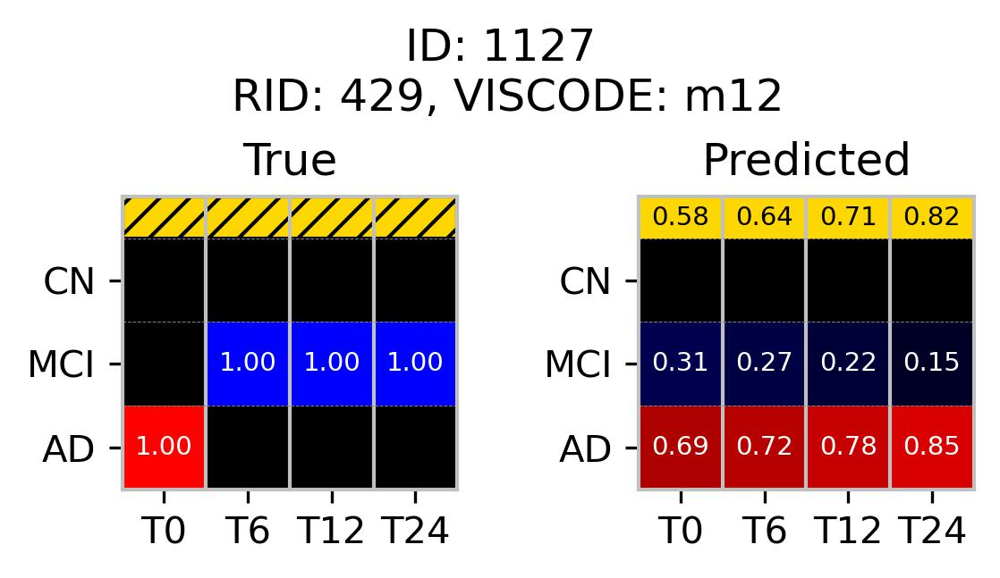 ID: 1127
RID: 429, VISCODE: m12
True
CN
MCI 1.00 1.00 1.00
AD 1.00
T0 T6 T12 T24
Predicted
0.58 0.64 0.71 0.82
CN
MCI 0.31 0.27 0.22 0.15
AD 0.69 0.72 0.78 0.85
T0 T6 T12 T24